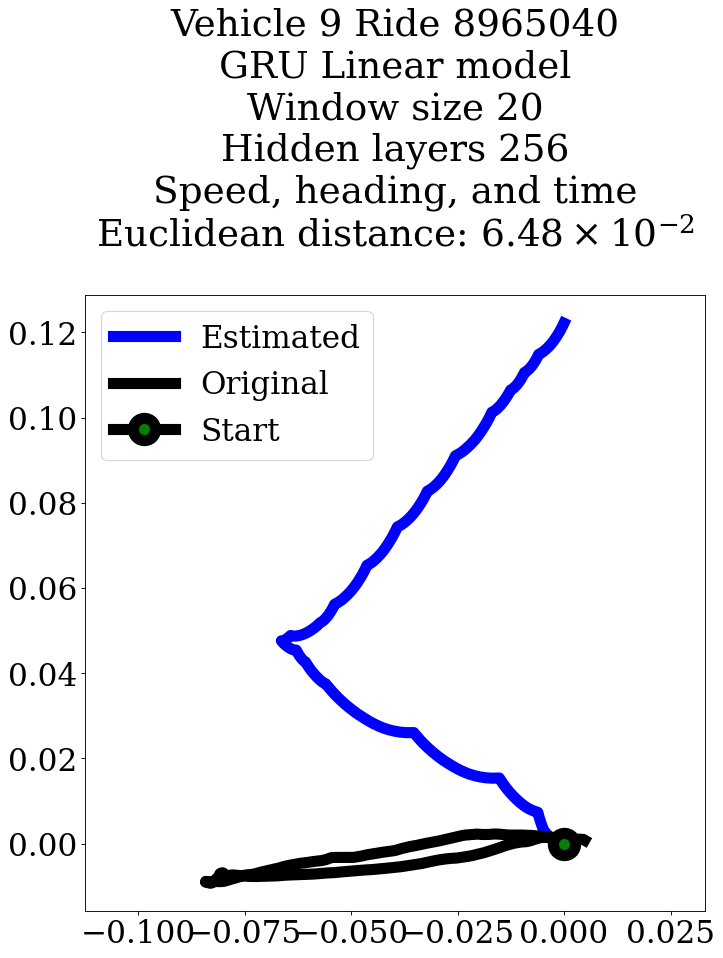 Vehicle 9 Ride 8965040
GRU Linear model
Window size 20
Hidden layers 256
Speed, heading, and time
Euclidean distance: 6.48 × 10⁻²
Estimated
Original
Start
0.12
0.10
0.08
0.06
0.04
0.02
0.00
−0.100 −0.075 −0.050 −0.025 0.000 0.025